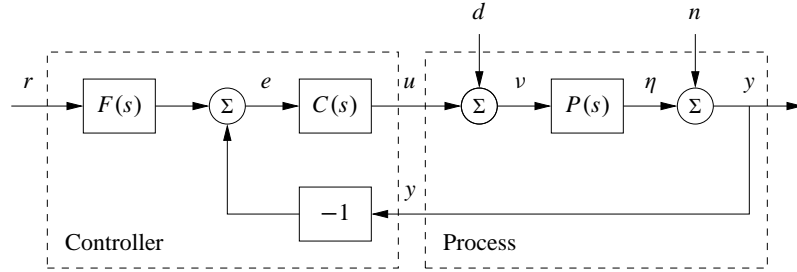 d
n
r
F(s)
Σ
e
C(s)
u
Σ
ν
P(s)
η
Σ
y
−1
y
Controller
Process